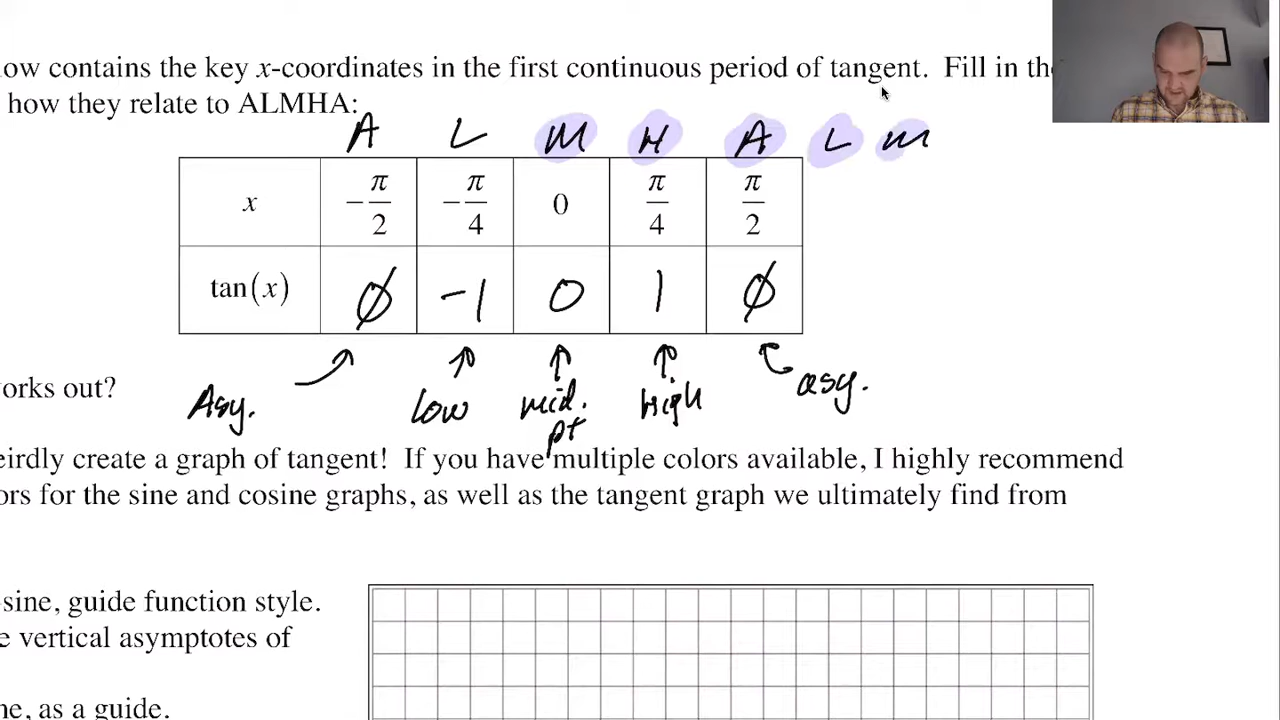 low contains the key x-coordinates in the first continuous period of tangent. Fill in the
how they relate to ALMHA:
A L M H A L M
x −π/2 −π/4 0 π/4 π/2
tan(x) ∅ −1 0 1 ∅
Asy. low mid. pt high asy.
orks out?
eirdly create a graph of tangent! If you have multiple colors available, I highly recommend
ors for the sine and cosine graphs, as well as the tangent graph we ultimately find from
-sine, guide function style.
e vertical asymptotes of
ne, as a guide.